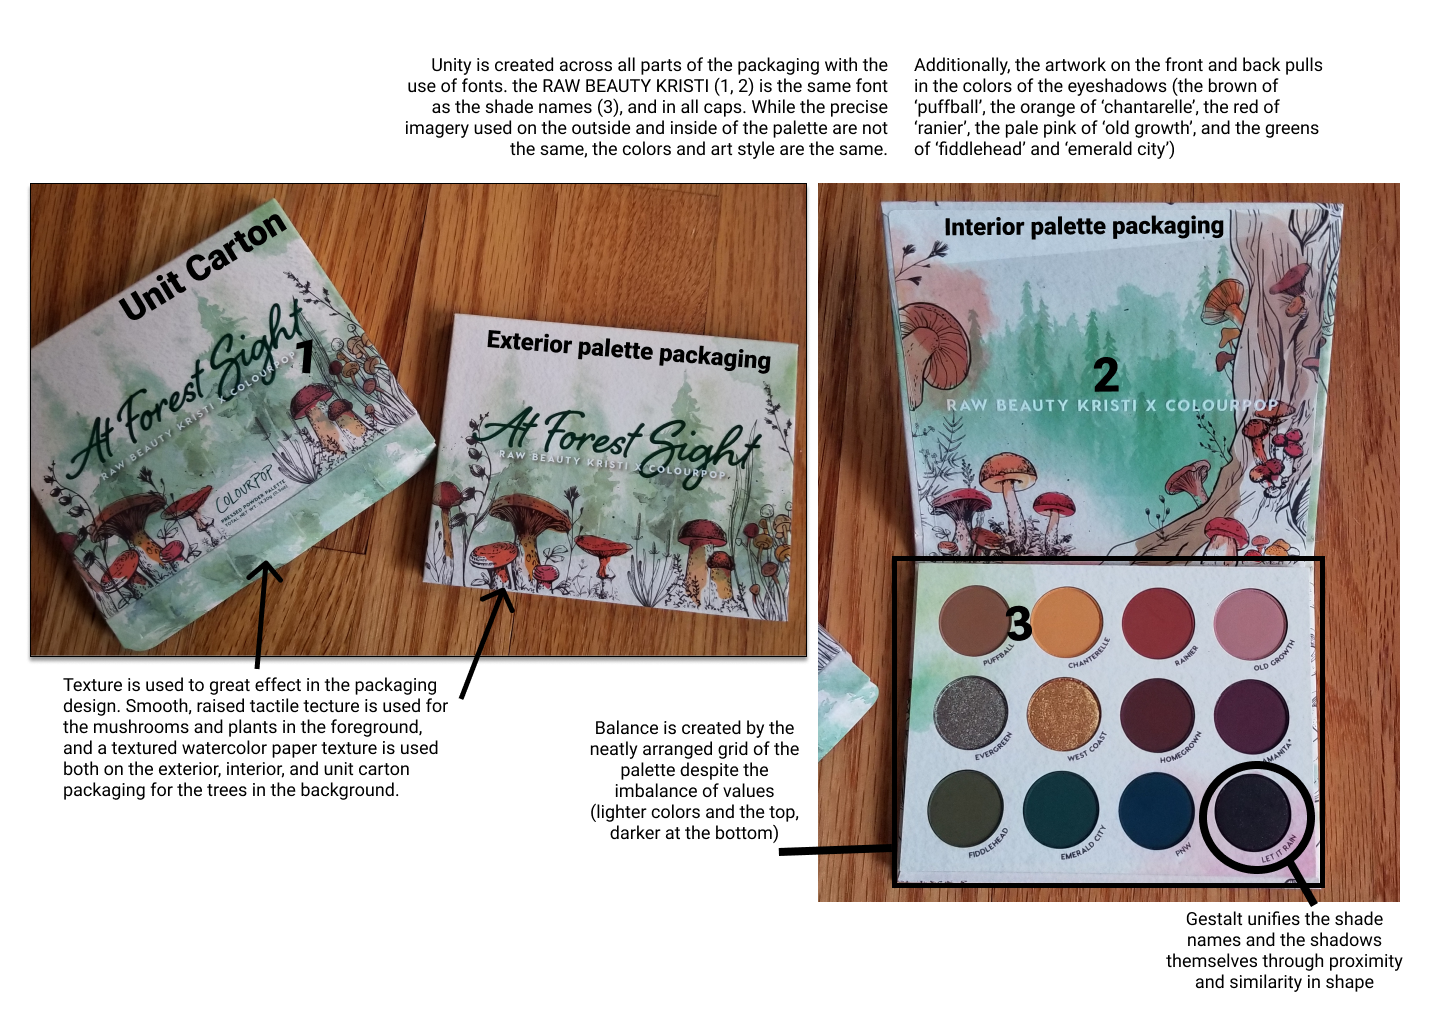 Unity is created across all parts of the packaging with the
use of fonts. the RAW BEAUTY KRISTI (1, 2) is the same font
as the shade names (3), and in all caps. While the precise
imagery used on the outside and inside of the palette are not
the same, the colors and art style are the same.
Additionally, the artwork on the front and back pulls
in the colors of the eyeshadows (the brown of
‘puffball’, the orange of ‘chantarelle’, the red of
‘ranier’, the pale pink of ‘old growth’, and the greens
of ‘fiddlehead’ and ‘emerald city’)
Unit Carton
At Forest Sight
1
RAW BEAUTY KRISTI X COLOURPOP
COLOURPOP
PRESSED POWDER PALETTE
Exterior palette packaging
At Forest Sight
RAW BEAUTY KRISTI X COLOURPOP
Interior palette packaging
2
RAW BEAUTY KRISTI X COLOURPOP
3
PUFFBALL
CHANTERELLE
RAINIER
OLD GROWTH
EVERGREEN
WEST COAST
HOMEGROWN
AMANITA*
FIDDLEHEAD
EMERALD CITY
PNW
LET IT RAIN
Texture is used to great effect in the packaging
design. Smooth, raised tactile tecture is used for
the mushrooms and plants in the foreground,
and a textured watercolor paper texture is used
both on the exterior, interior, and unit carton
packaging for the trees in the background.
Balance is created by the
neatly arranged grid of the
palette despite the
imbalance of values
(lighter colors and the top,
darker at the bottom)
Gestalt unifies the shade
names and the shadows
themselves through proximity
and similarity in shape